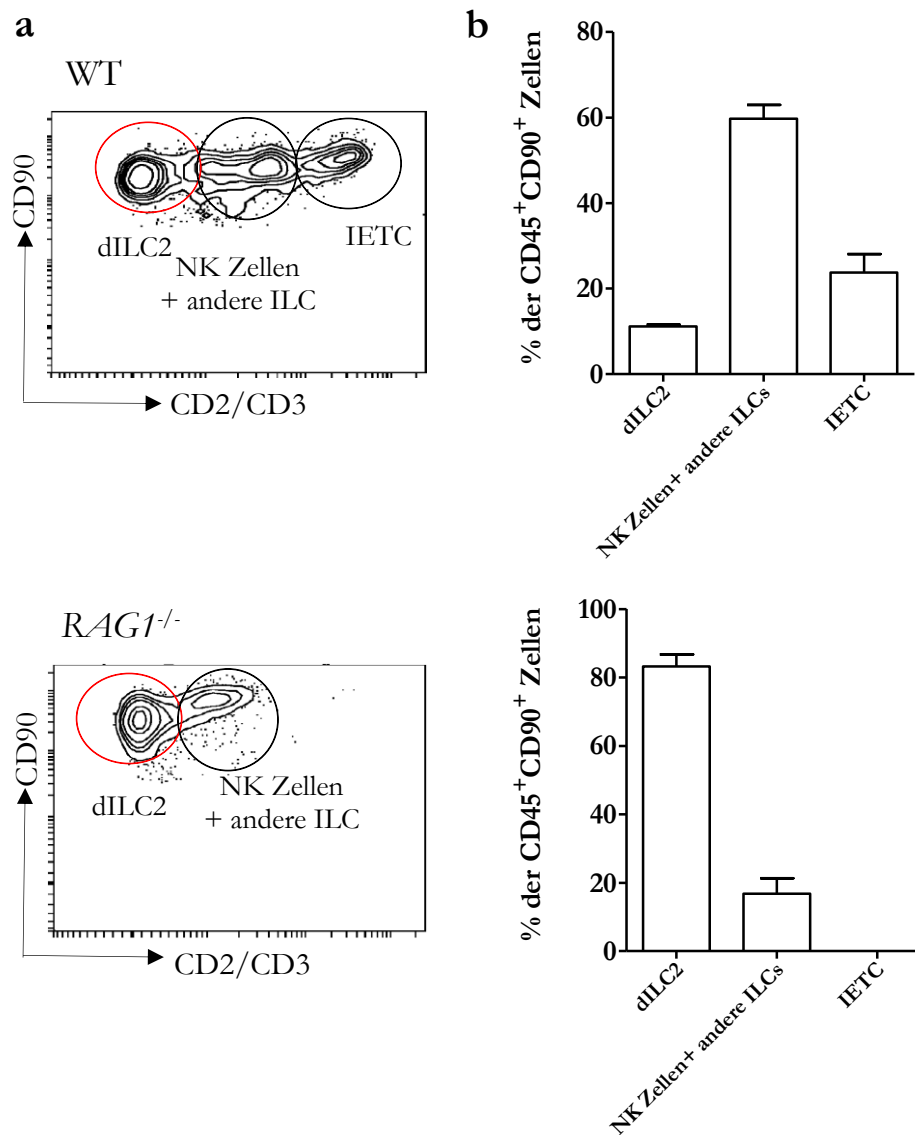 a
WT
CD90
dILC2
NK Zellen
+ andere ILC
IETC
CD2/CD3
b
% der CD45+CD90+ Zellen
80
60
40
20
0
dILC2
NK Zellen+ andere ILCs
IETC
RAG1-/-
CD90
dILC2
NK Zellen
+ andere ILC
CD2/CD3
% der CD45+CD90+ Zellen
100
80
60
40
20
0
dILC2
NK Zellen+ andere ILCs
IETC